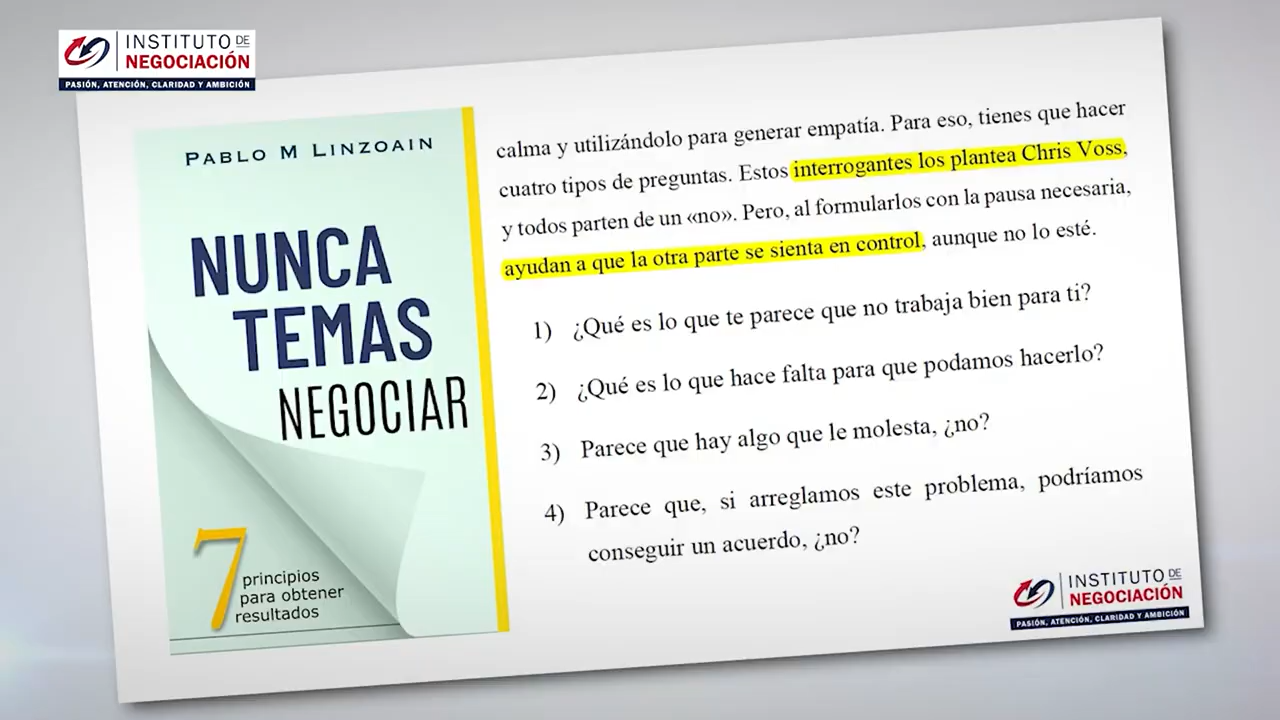 INSTITUTO DE
NEGOCIACIÓN
PASIÓN, ATENCIÓN, CLARIDAD Y AMBICIÓN
PABLO M LINZOAIN
NUNCA
TEMAS
NEGOCIAR
7 principios
para obtener
resultados
calma y utilizándolo para generar empatía. Para eso, tienes que hacer
cuatro tipos de preguntas. Estos interrogantes los plantea Chris Voss,
y todos parten de un «no». Pero, al formularlos con la pausa necesaria,
ayudan a que la otra parte se sienta en control, aunque no lo esté.
1) ¿Qué es lo que te parece que no trabaja bien para ti?
2) ¿Qué es lo que hace falta para que podamos hacerlo?
3) Parece que hay algo que le molesta, ¿no?
4) Parece que, si arreglamos este problema, podríamos
conseguir un acuerdo, ¿no?
INSTITUTO DE
NEGOCIACIÓN
PASIÓN, ATENCIÓN, CLARIDAD Y AMBICIÓN